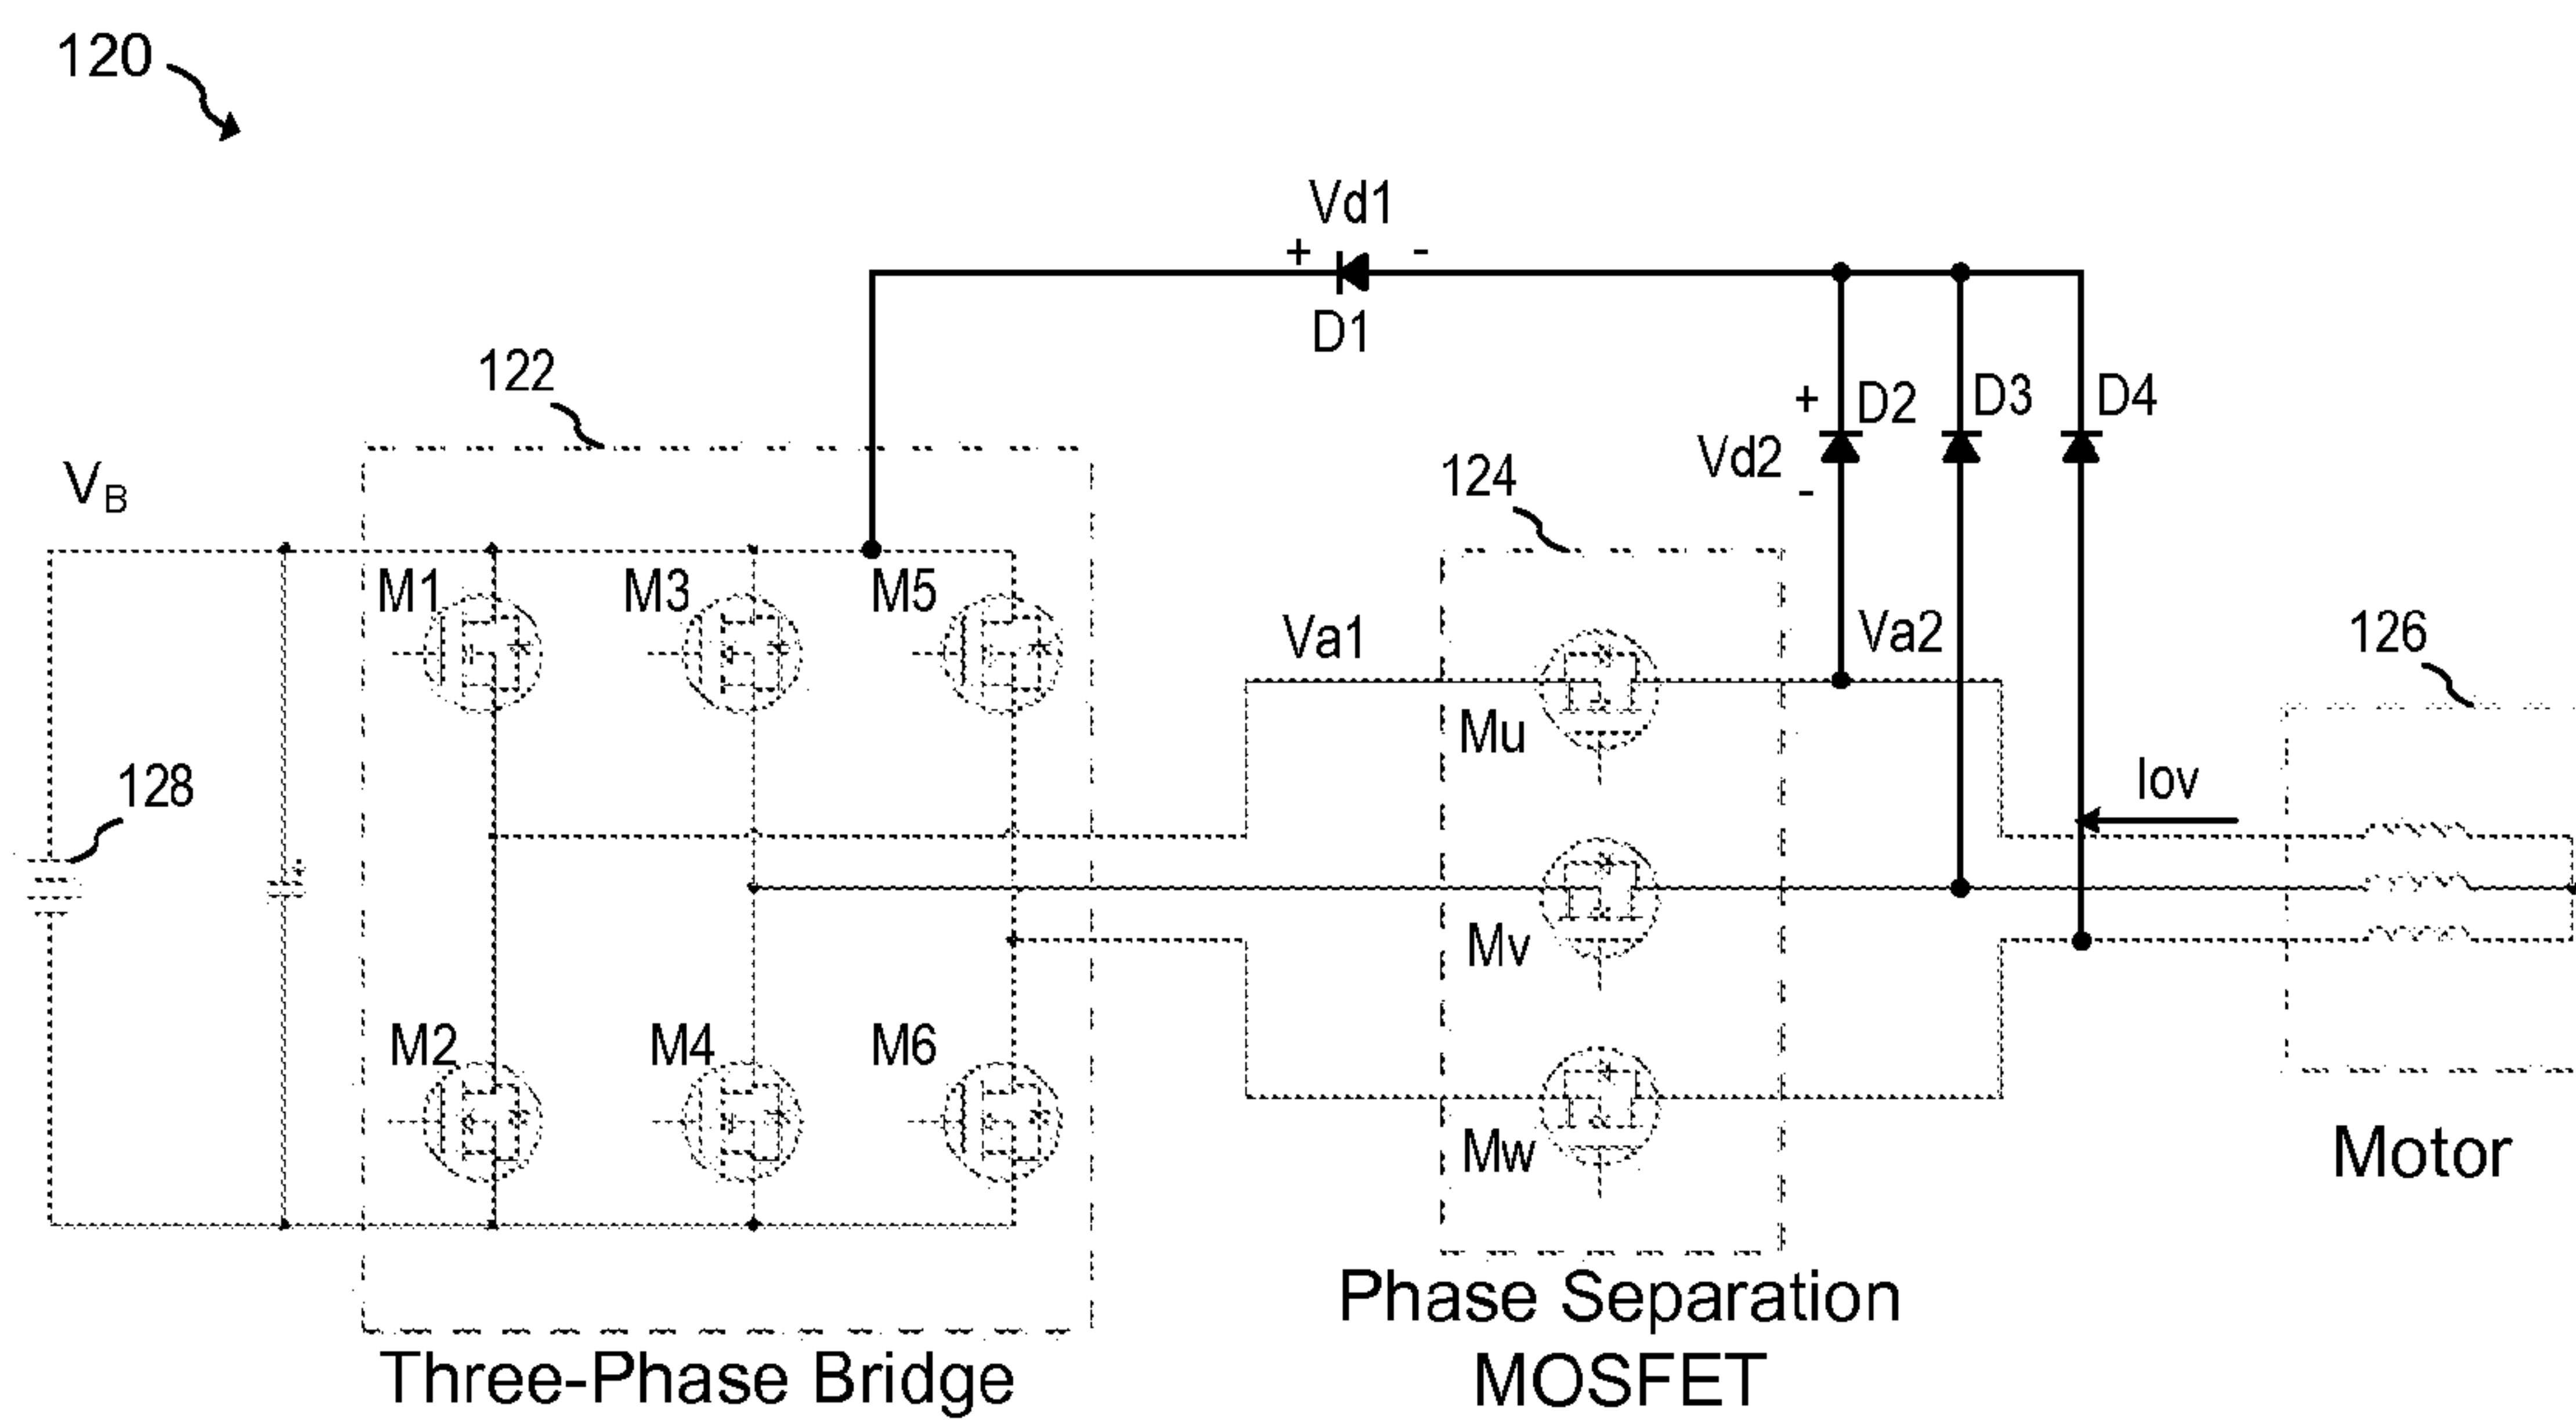 120
Vd1
+ -
D1
122
+ D2 D3 D4
Vd2
-
124
VB
M1 M3 M5
Va1 Va2
126
Mu
128
Iov
Mv
M2 M4 M6
Mw
Motor
Phase Separation
MOSFET
Three-Phase Bridge